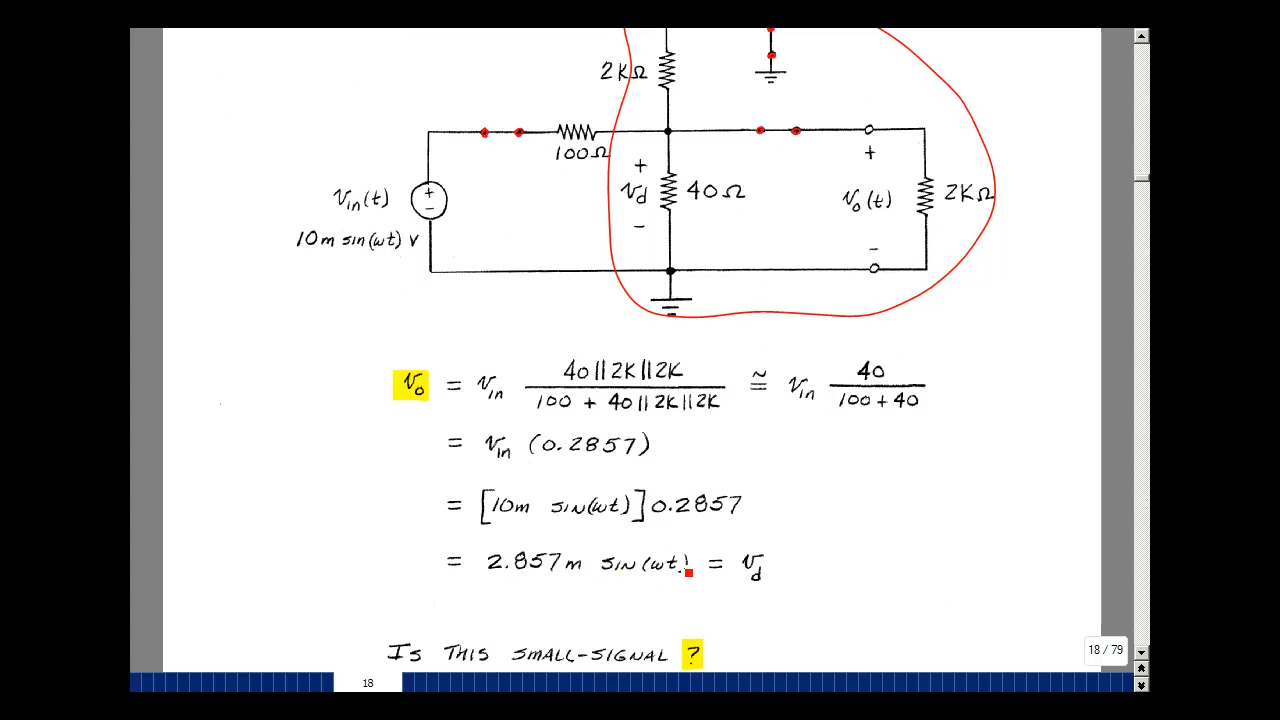 2KΩ
100Ω
+
Vd
-
40Ω
Vin(t)
+
-
10m sin(ωt) V
+
Vo(t)
-
2KΩ
Vo = Vin 40||2K||2K / 100 + 40||2K||2K ≅ Vin 40 / 100 + 40
= Vin (0.2857)
= [10m sin(ωt)] 0.2857
= 2.857m sin(ωt) = Vd
IS THIS SMALL-SIGNAL ?
18 / 79
18